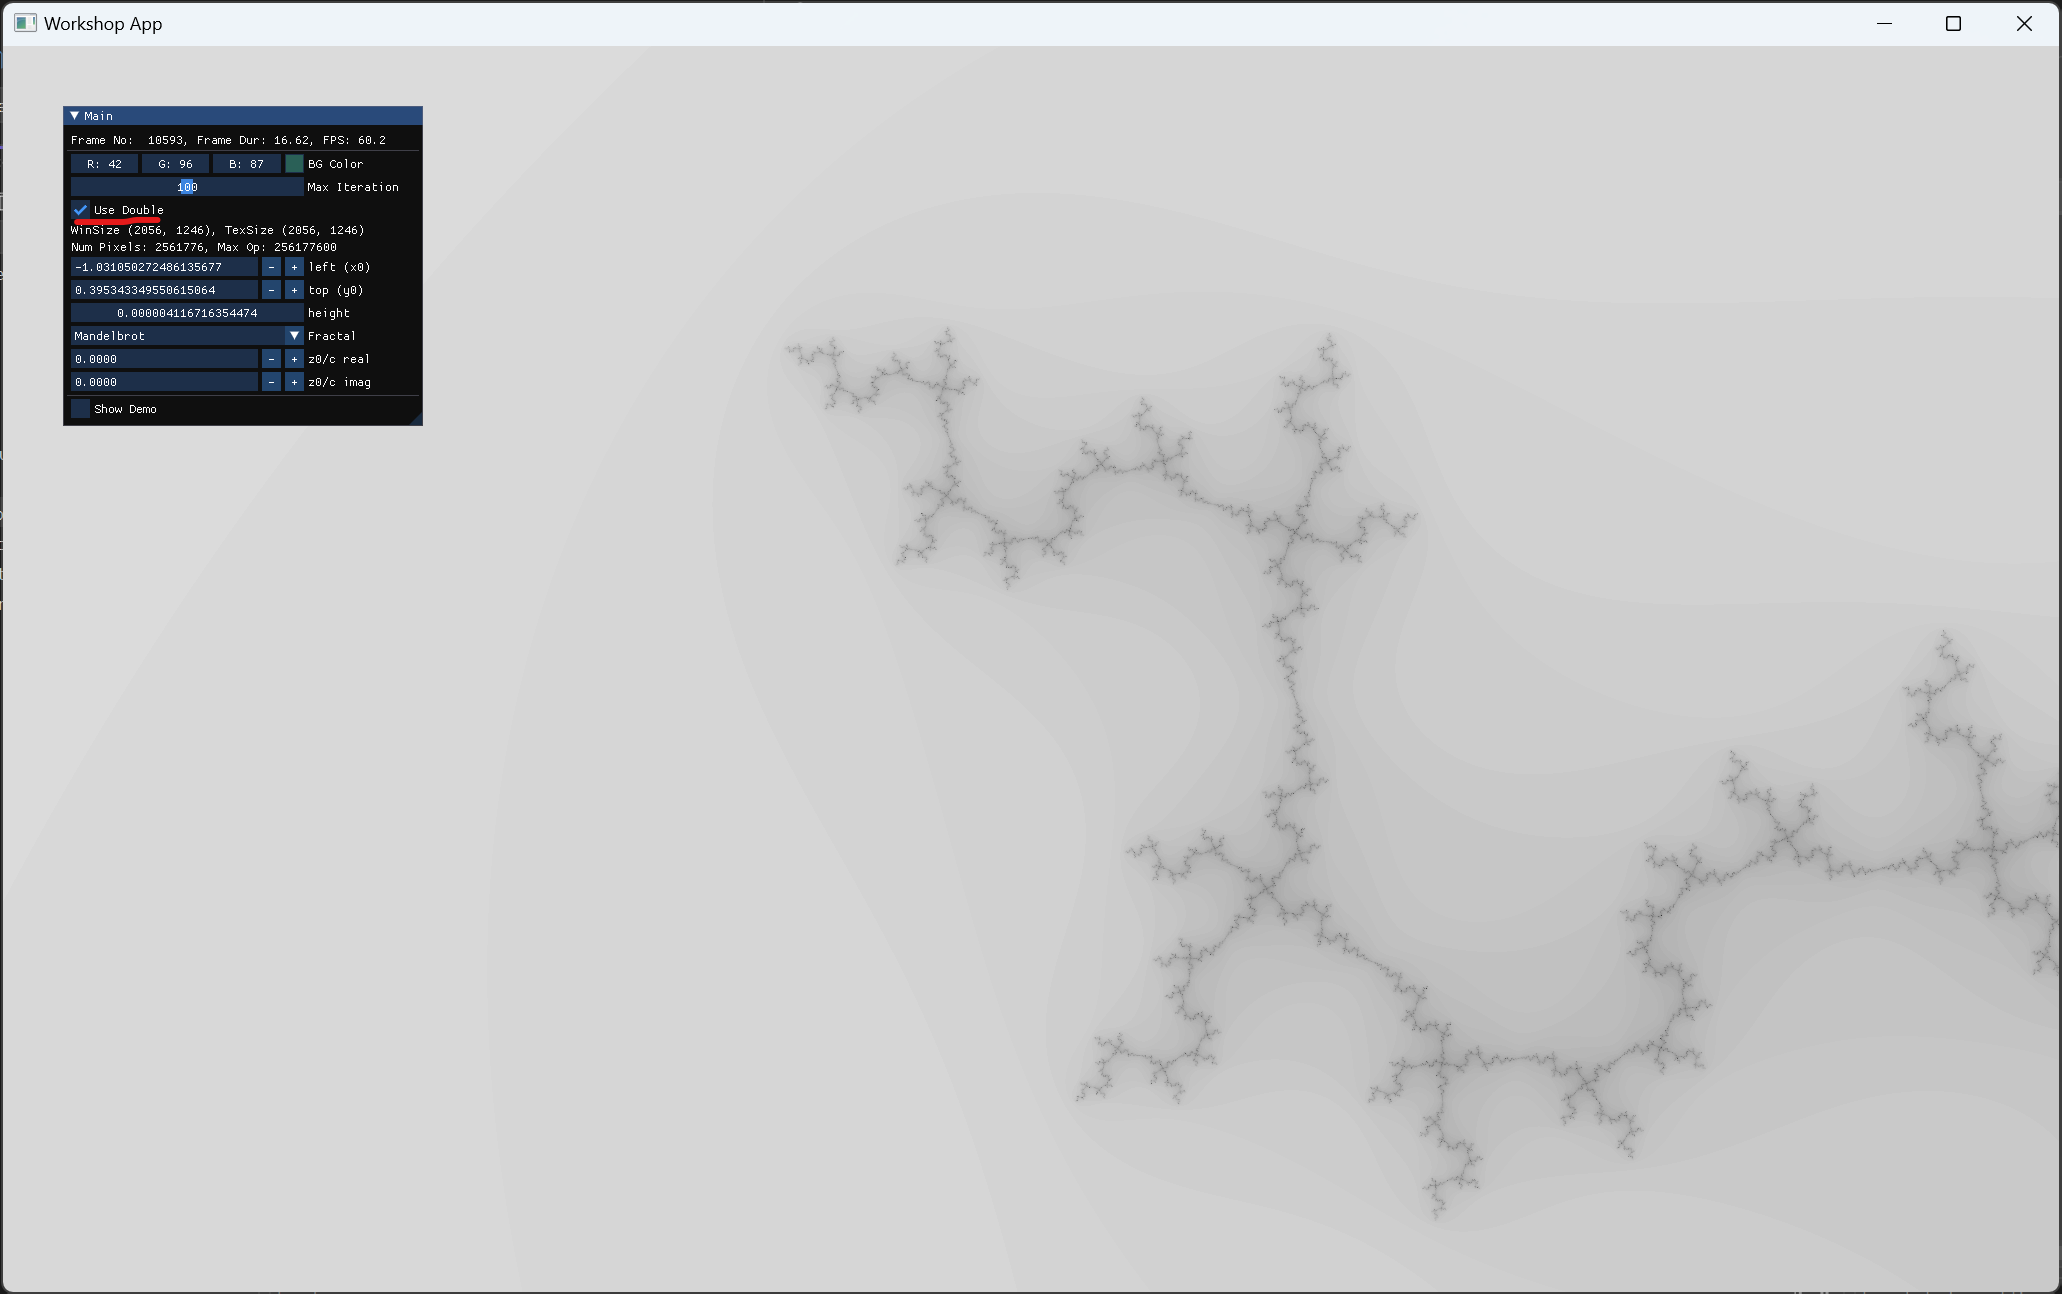 Workshop App
Main
Frame No:  10593, Frame Dur: 16.62, FPS: 60.2
R: 42 G: 96 B: 87 BG Color
100 Max Iteration
Use Double
WinSize (2056, 1246), TexSize (2056, 1246)
Num Pixels: 2561776, Max Op: 256177600
-1.031050272486135677 - + left (x0)
0.395343349550615064 - + top (y0)
0.000004116716354474 height
Mandelbrot Fractal
0.0000 - + z0/c real
0.0000 - + z0/c imag
Show Demo